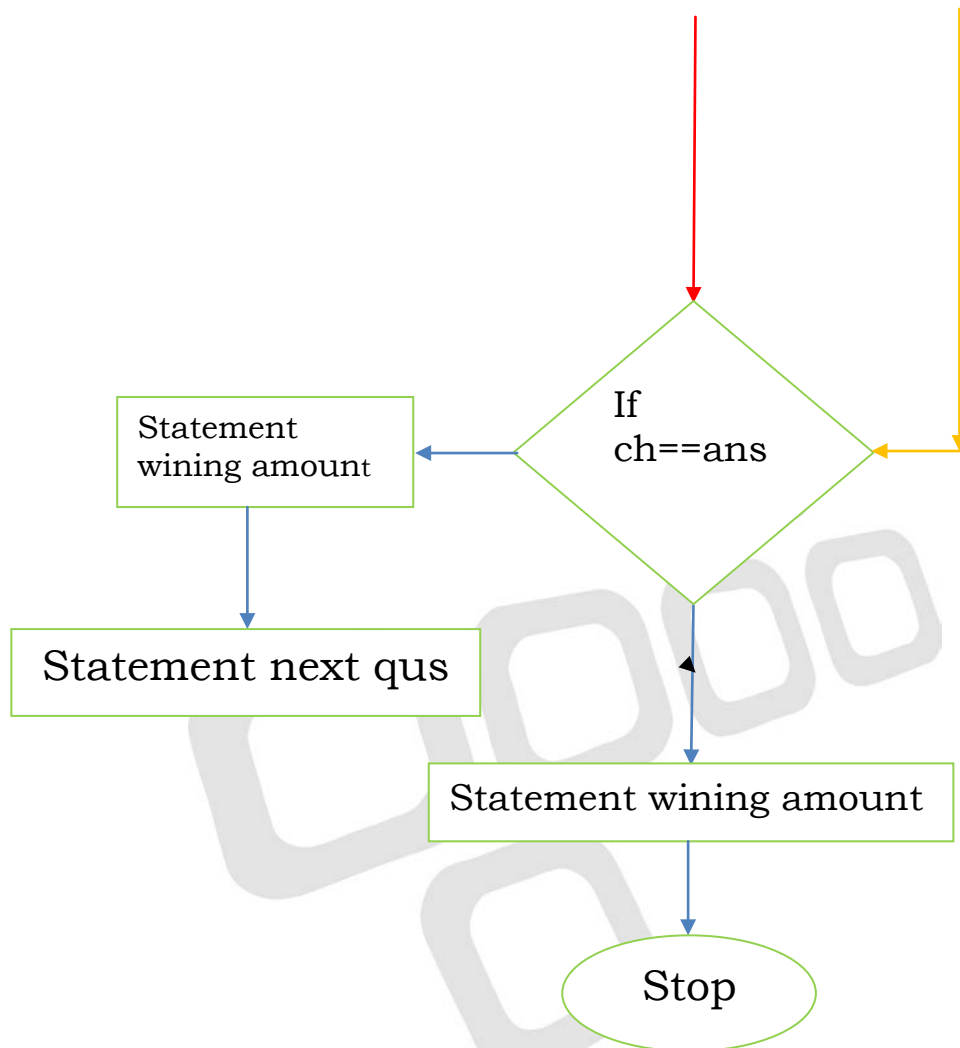 If
ch==ans
Statement
wining amount
Statement next qus
Statement wining amount
Stop